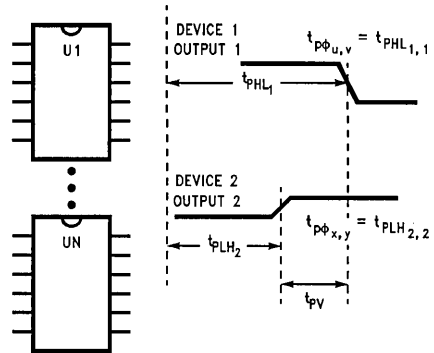 U1
DEVICE 1
OUTPUT 1
tpϕu,v = tPHL1,1
tPHL1
DEVICE 2
OUTPUT 2
UN
tpϕx,y = tPLH2,2
tPLH2
tPV